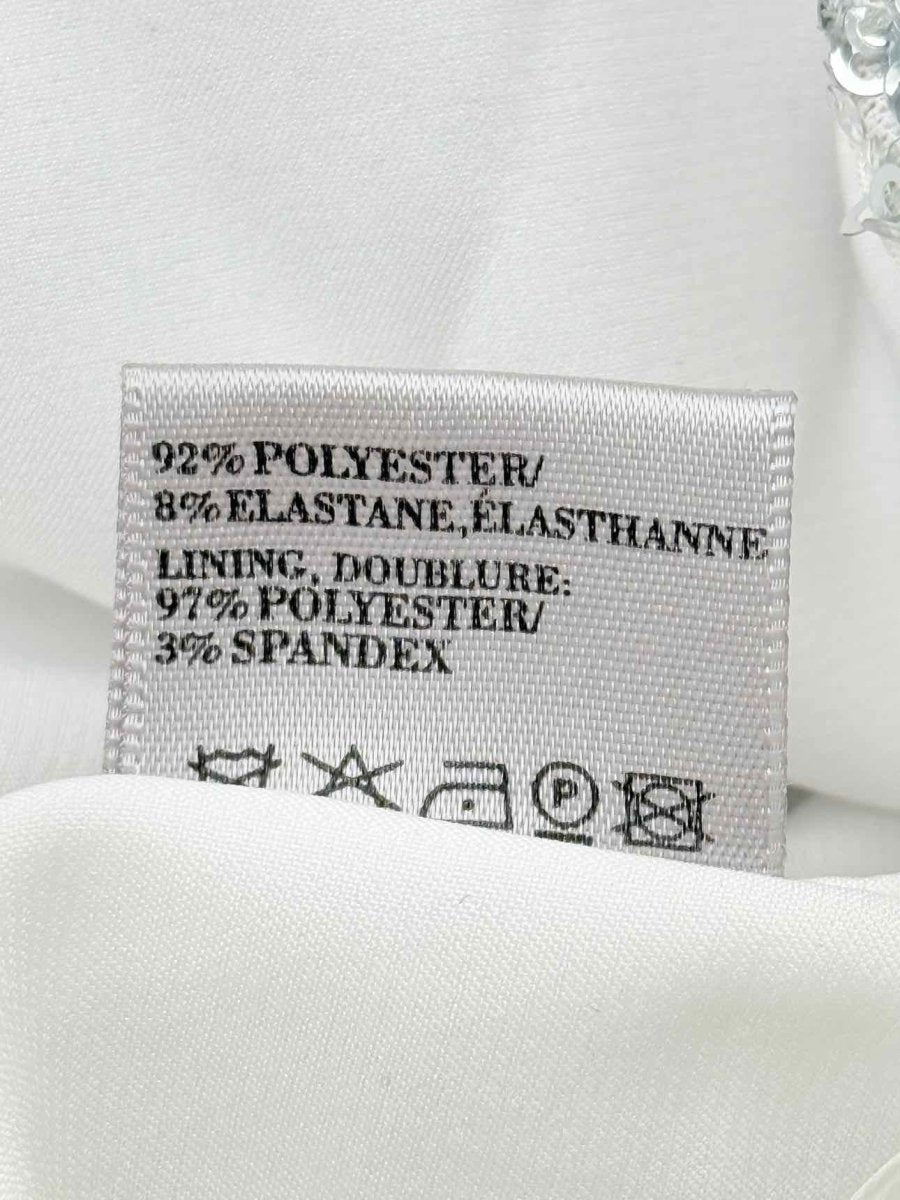 92% POLYESTER/
8% ELASTANE, ÉLASTHANNE
LINING, DOUBLURE:
97% POLYESTER/
3% SPANDEX
P